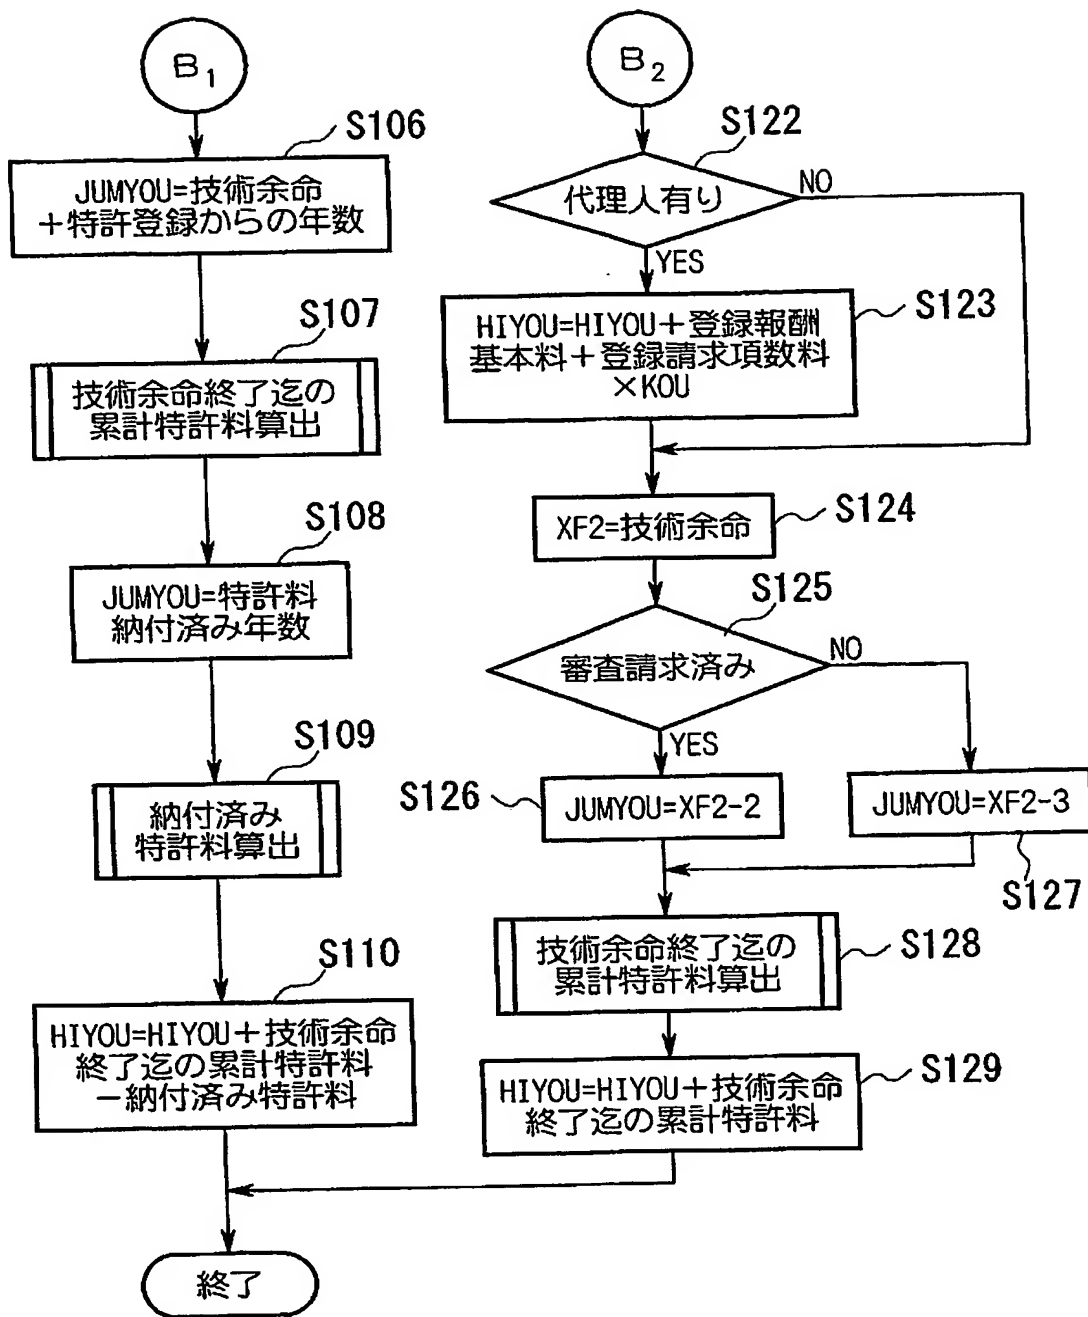 B1
S106
JUMYOU=技術余命
+特許登録からの年数
S107
技術余命終了迄の
累計特許料算出
S108
JUMYOU=特許料
納付済み年数
S109
納付済み
特許料算出
S110
HIYOU=HIYOU+技術余命
終了迄の累計特許料
-納付済み特許料
終了
B2
S122
代理人有り
NO
YES
S123
HIYOU=HIYOU+登録報酬
基本料+登録請求項数料
×KOU
S124
XF2=技術余命
S125
審査請求済み
NO
YES
S126
JUMYOU=XF2-2
JUMYOU=XF2-3
S127
S128
技術余命終了迄の
累計特許料算出
S129
HIYOU=HIYOU+技術余命
終了迄の累計特許料